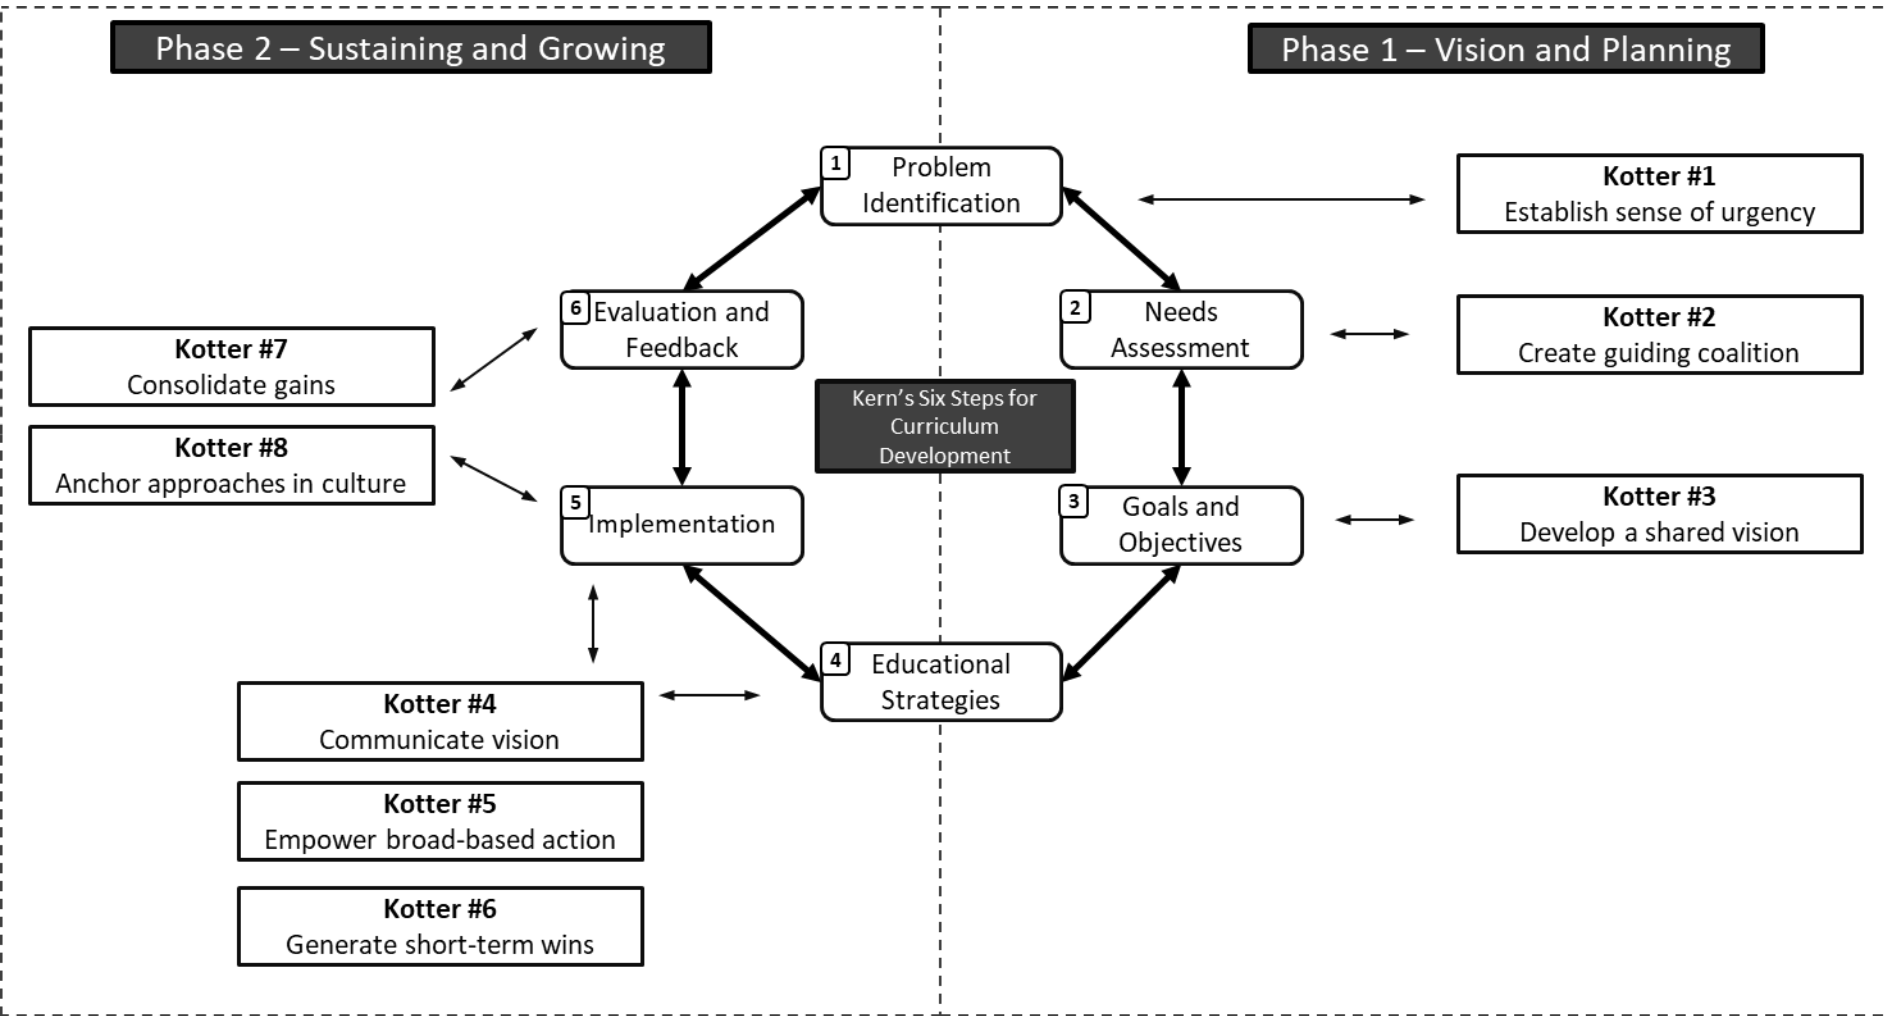 Phase 2 – Sustaining and Growing
Phase 1 – Vision and Planning
1
Problem
Identification
Kotter #1
Establish sense of urgency
6
Evaluation and
Feedback
2
Needs
Assessment
Kotter #2
Create guiding coalition
Kotter #7
Consolidate gains
Kern's Six Steps for
Curriculum
Development
Kotter #8
Anchor approaches in culture
5
Implementation
3
Goals and
Objectives
Kotter #3
Develop a shared vision
4
Educational
Strategies
Kotter #4
Communicate vision
Kotter #5
Empower broad-based action
Kotter #6
Generate short-term wins